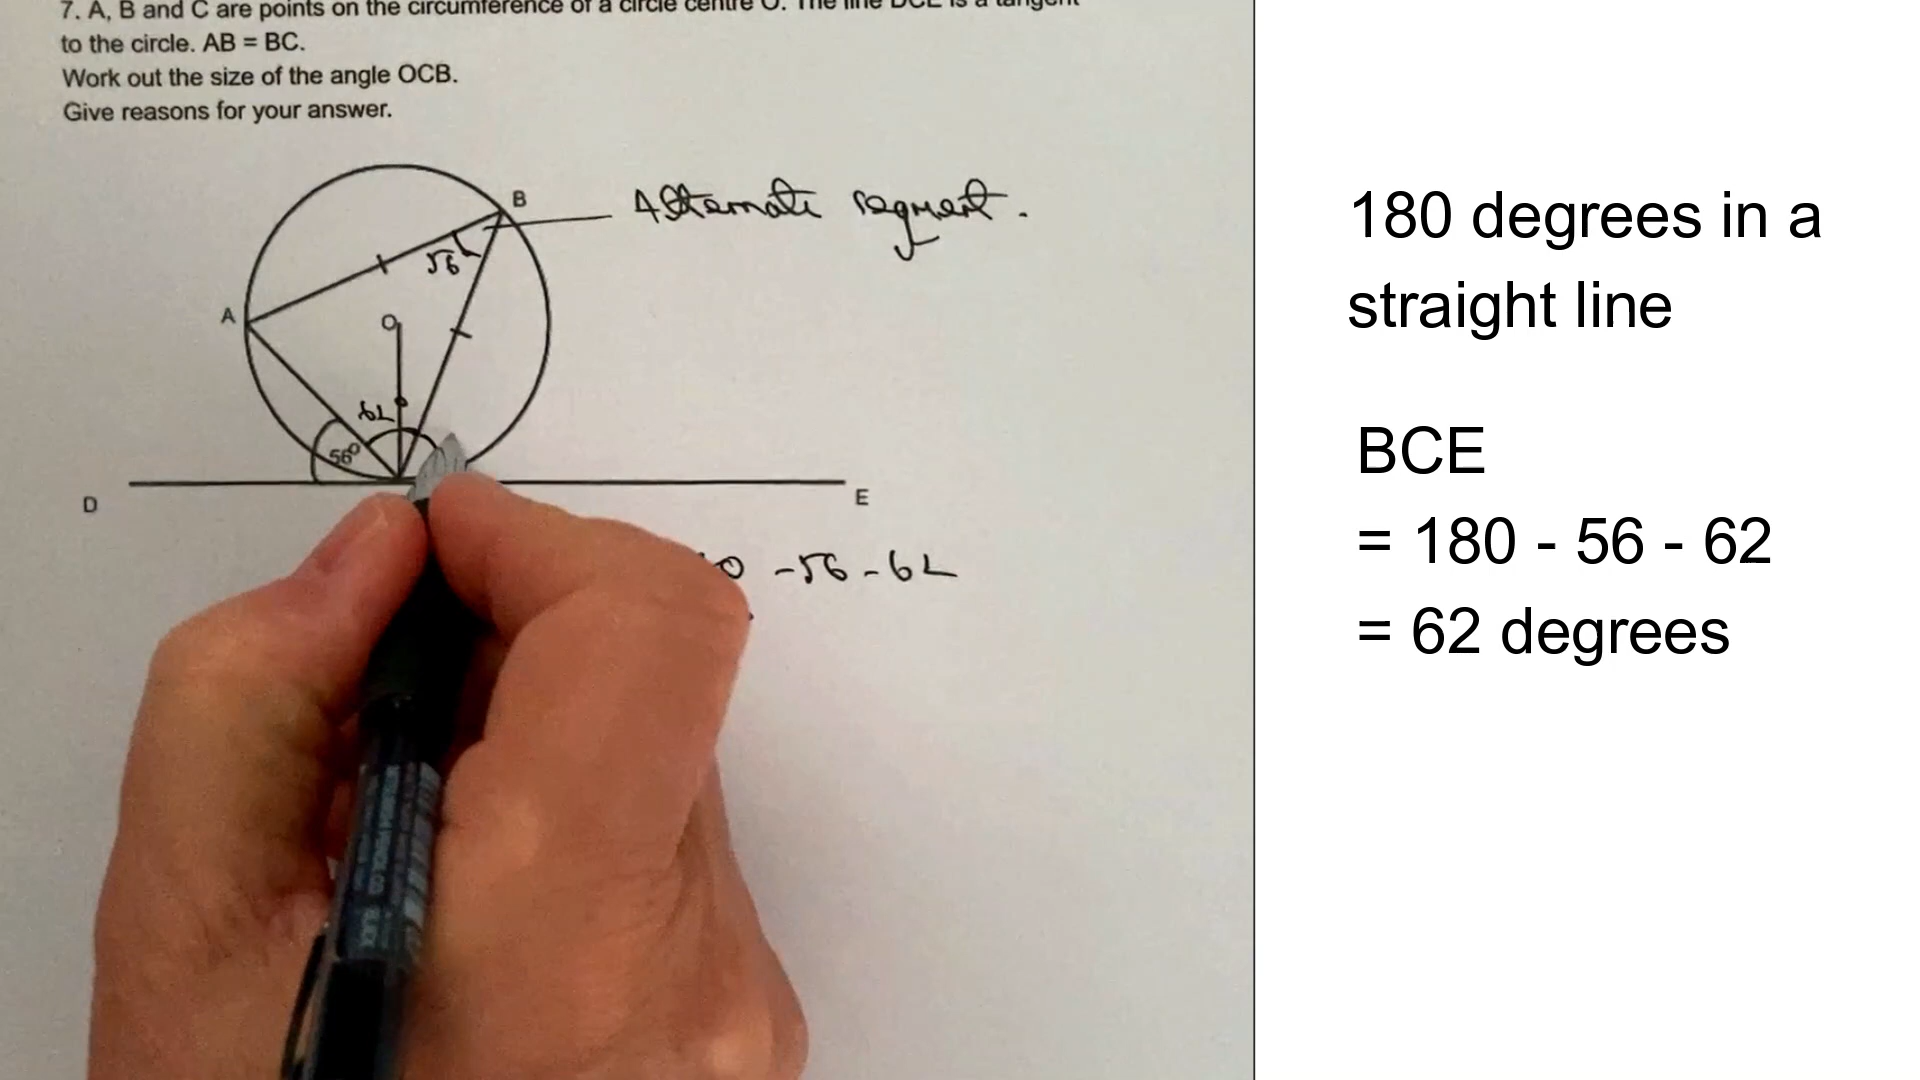 7. A, B and C are points on the circumference of a circle centre O. The line DCE is a tangent
to the circle. AB = BC.
Work out the size of the angle OCB.
Give reasons for your answer.
B
Alternate segment.
56
A
O
62
56°
D
E
0 - 56 - 62
180 degrees in a
straight line
BCE
= 180 - 56 - 62
= 62 degrees